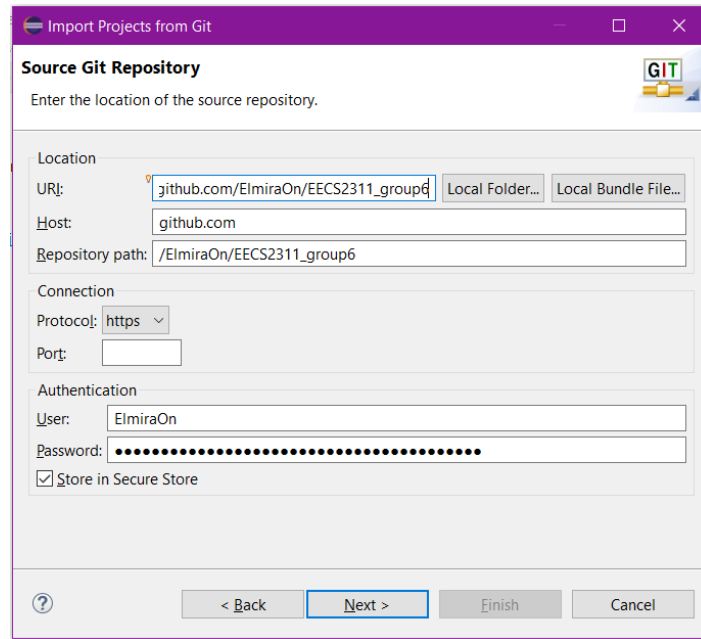 Import Projects from Git
Source Git Repository
GIT
Enter the location of the source repository.
Location
URI: github.com/ElmiraOn/EECS2311_group6 Local Folder... Local Bundle File...
Host: github.com
Repository path: /ElmiraOn/EECS2311_group6
Connection
Protocol: https
Port:
Authentication
User: ElmiraOn
Password: ●●●●●●●●●●●●●●●●●●●●●●●●●●●●●●●●●●●●●●●●
Store in Secure Store
? < Back Next > Finish Cancel